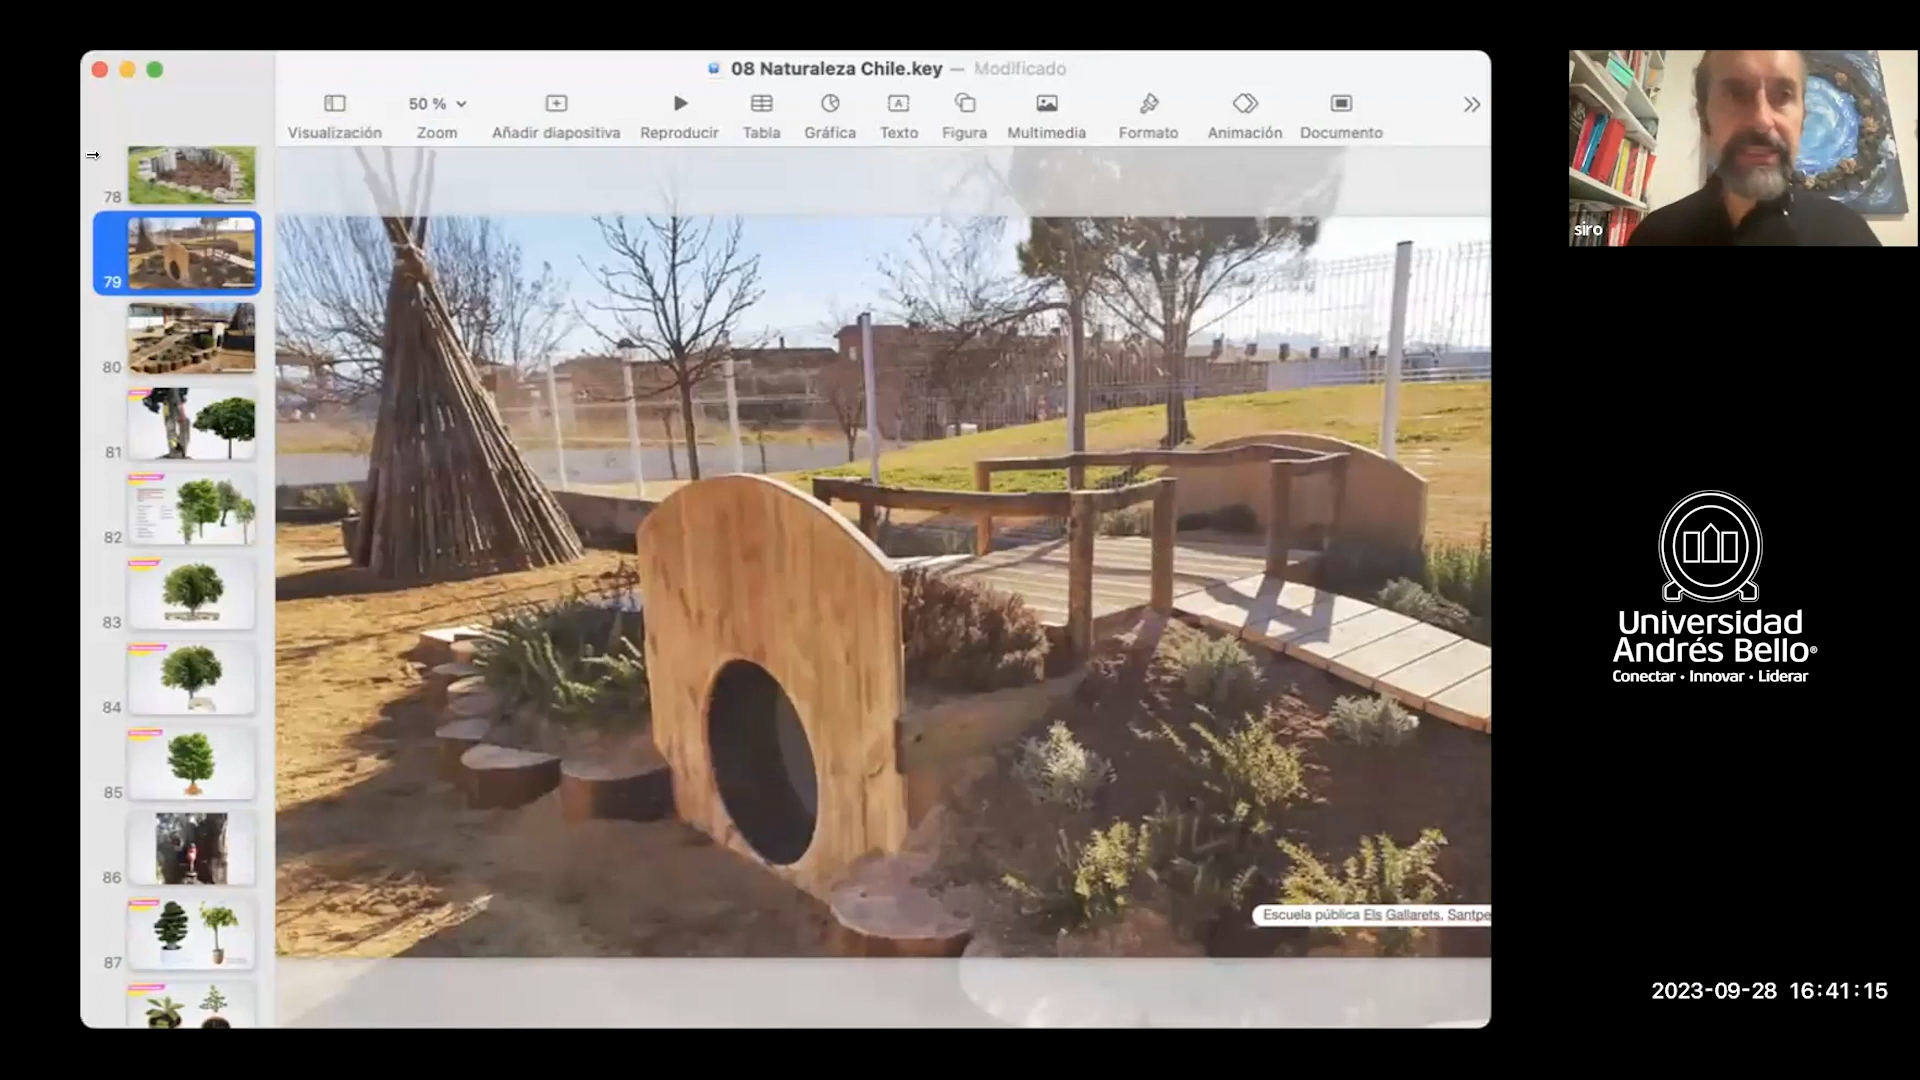 08 Naturaleza Chile.key — Modificado
50 %
Visualización
Zoom
Añadir diapositiva
Reproducir
Tabla
Gráfica
Texto
Figura
Multimedia
Formato
Animación
Documento
78
79
80
81
82
83
84
85
86
87
Escuela pública Els Gallarets, Santpe
siro
Universidad
Andrés Bello®
Conectar • Innovar • Liderar
2023-09-28 16:41:15